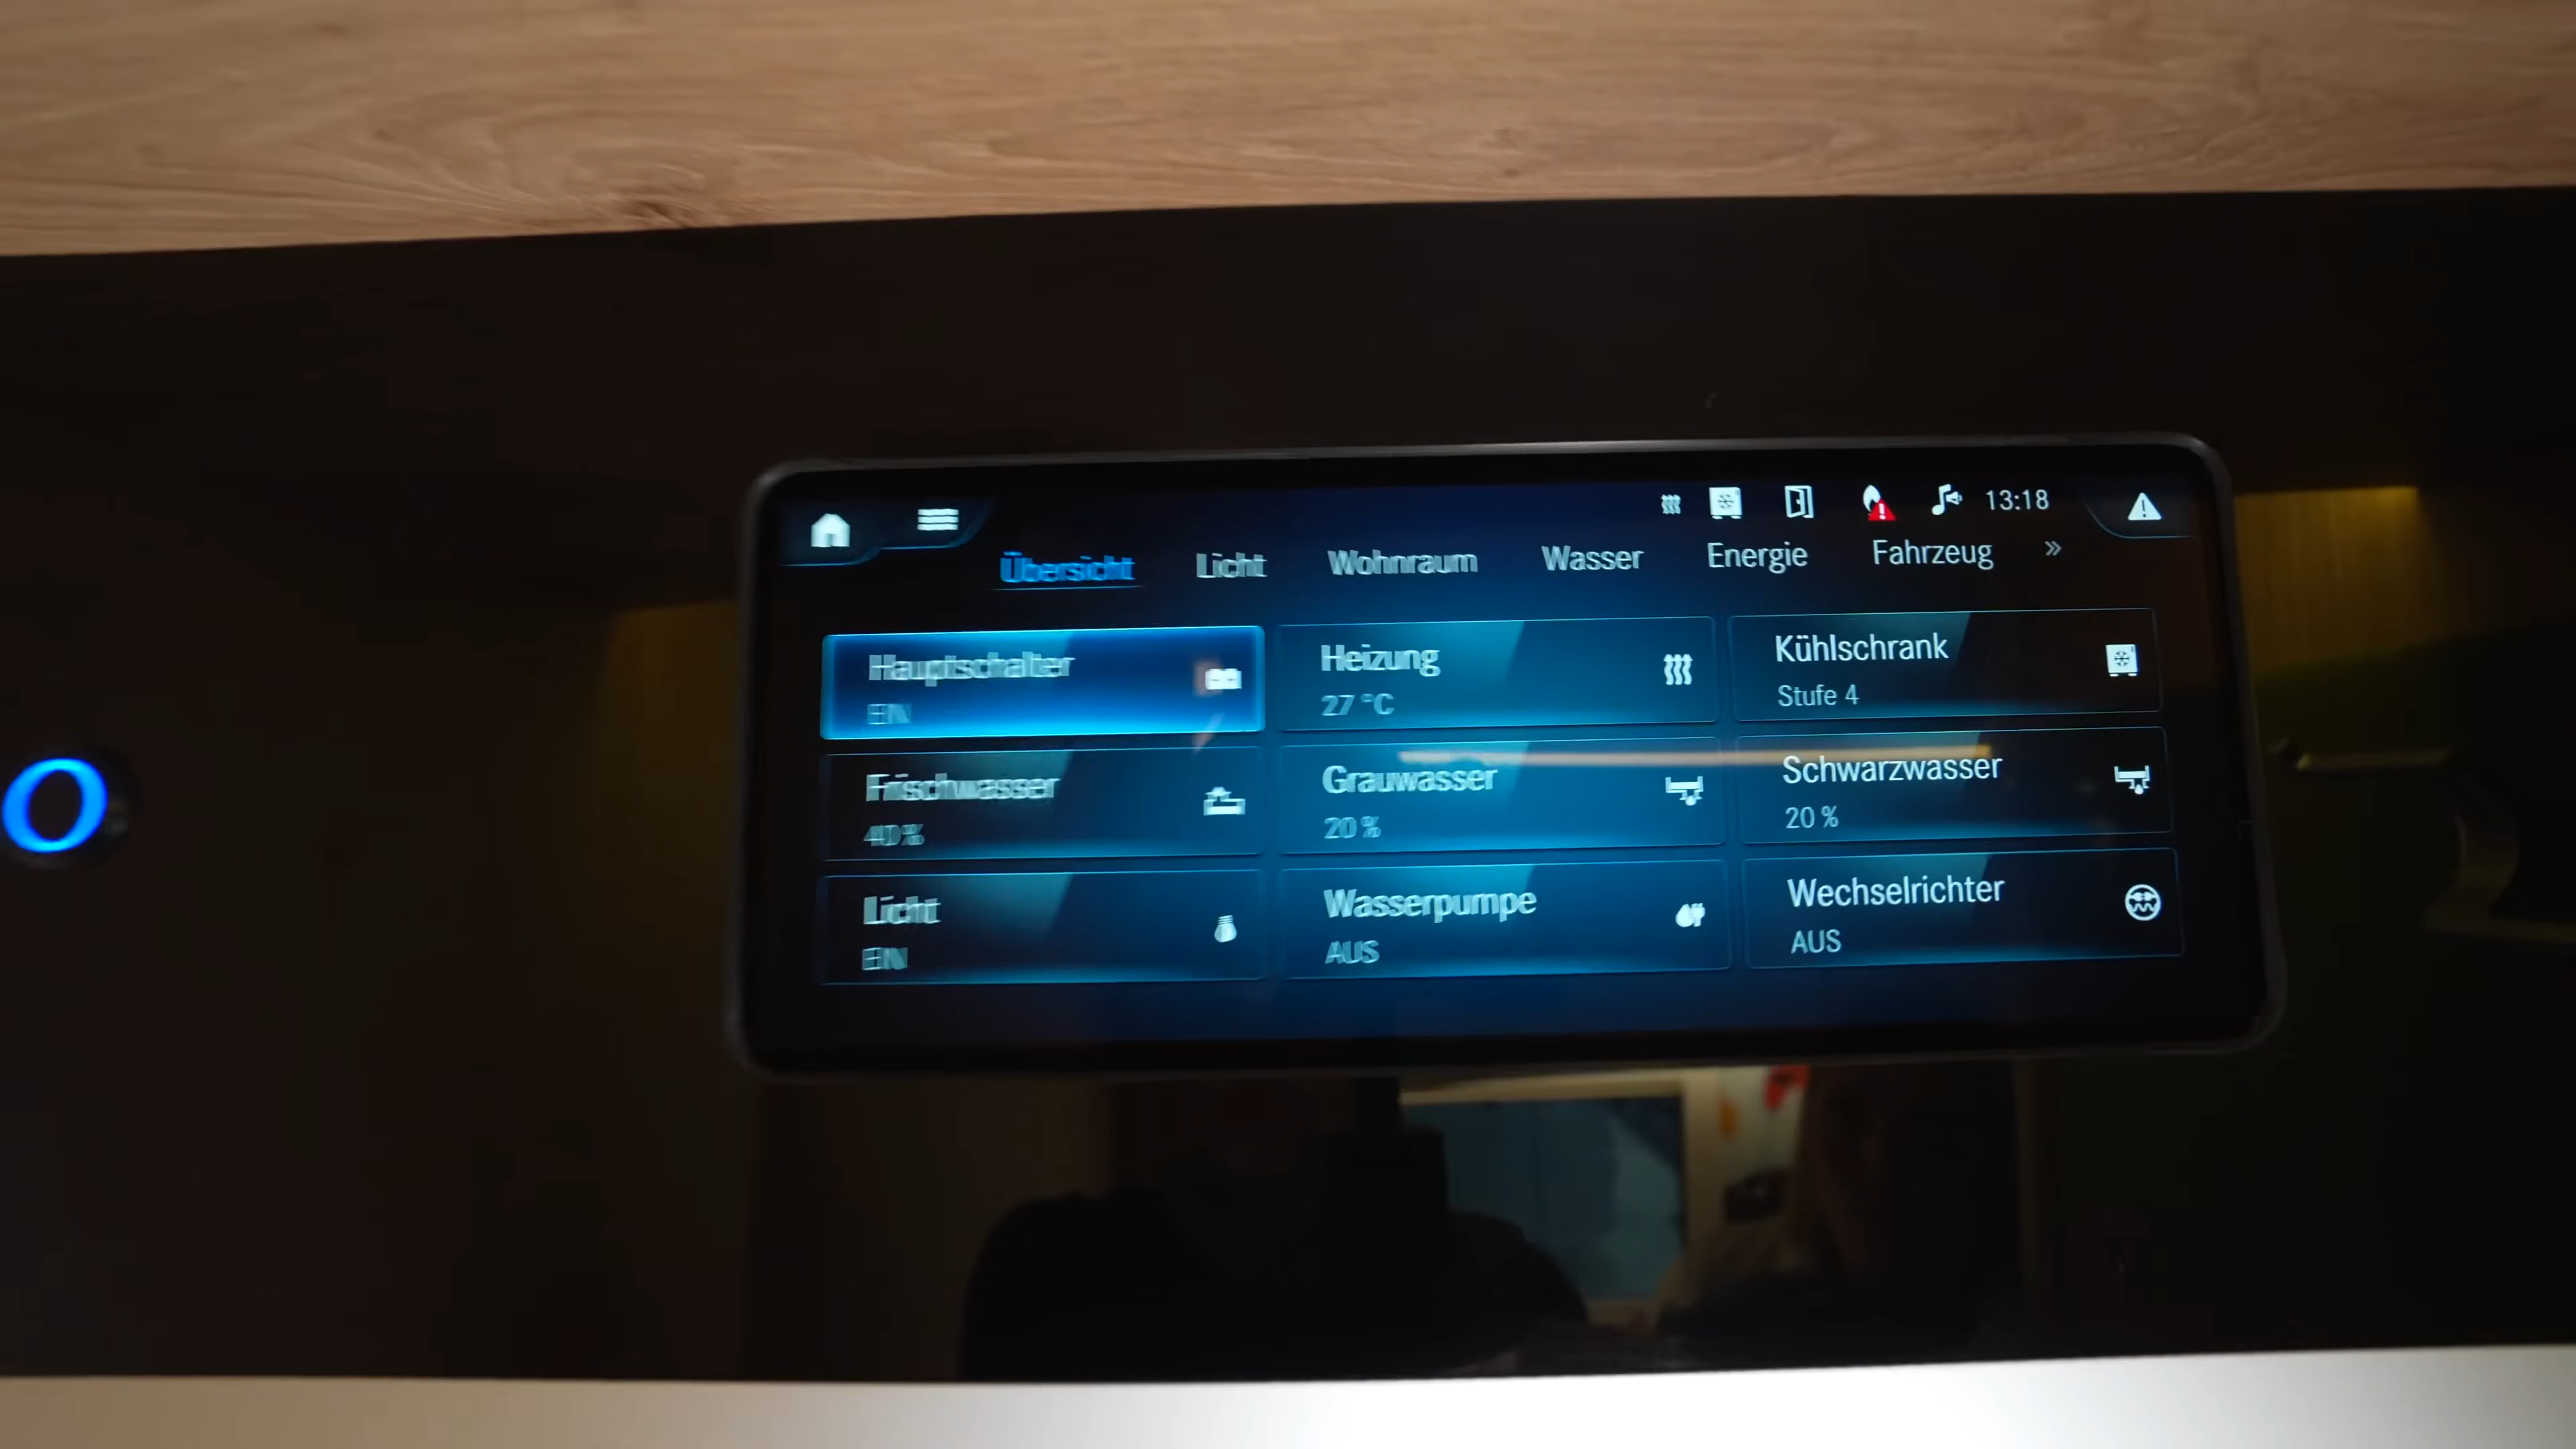 13:18
Übersicht Licht Wohnraum Wasser Energie Fahrzeug »
Hauptschalter
EIN
Heizung
27 °C
Kühlschrank
Stufe 4
Frischwasser
40 %
Grauwasser
20 %
Schwarzwasser
20 %
Licht
EIN
Wasserpumpe
AUS
Wechselrichter
AUS